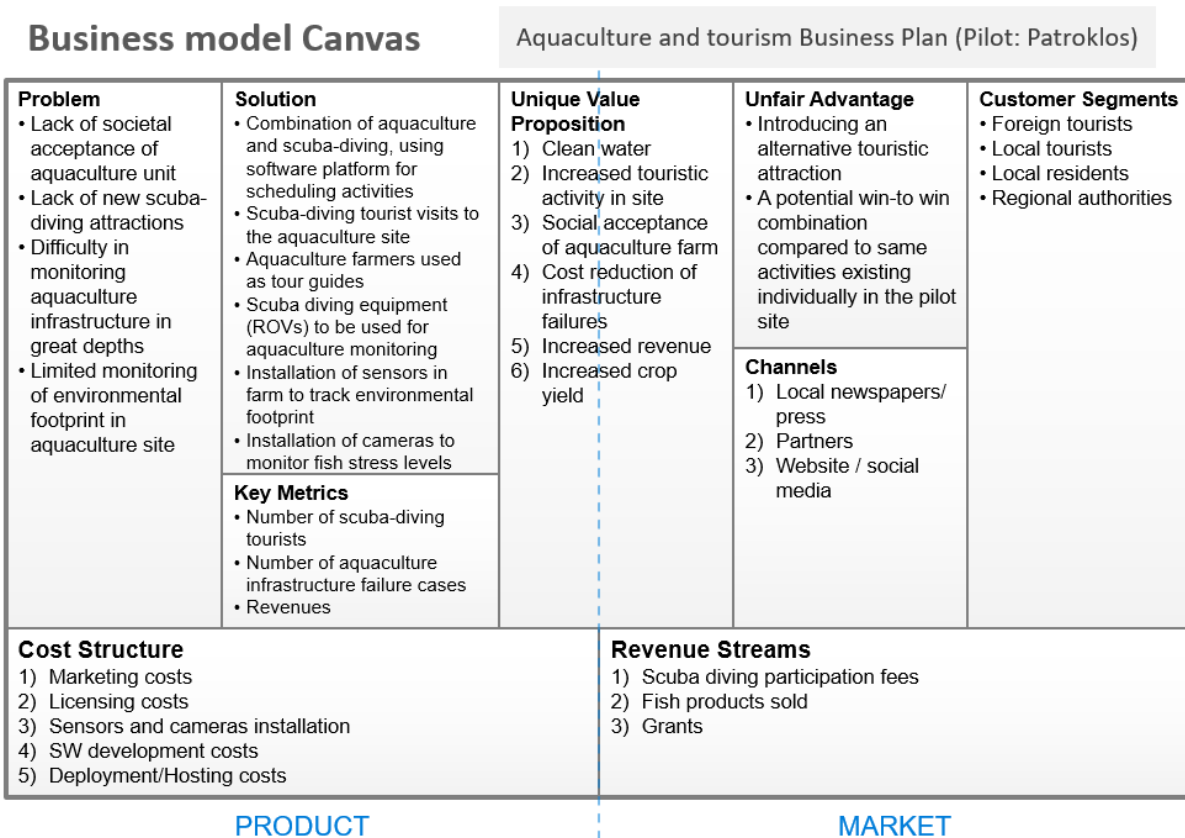 Business model Canvas
Aquaculture and tourism Business Plan (Pilot: Patroklos)
Problem
• Lack of societal
acceptance of
aquaculture unit
• Lack of new scuba-
diving attractions
• Difficulty in
monitoring
aquaculture
infrastructure in
great depths
• Limited monitoring
of environmental
footprint in
aquaculture site
Solution
• Combination of aquaculture
and scuba-diving, using
software platform for
scheduling activities
• Scuba-diving tourist visits to
the aquaculture site
• Aquaculture farmers used
as tour guides
• Scuba diving equipment
(ROVs) to be used for
aquaculture monitoring
• Installation of sensors in
farm to track environmental
footprint
• Installation of cameras to
monitor fish stress levels
Key Metrics
• Number of scuba-diving
tourists
• Number of aquaculture
infrastructure failure cases
• Revenues
Unique Value
Proposition
1) Clean water
2) Increased touristic
activity in site
3) Social acceptance
of aquaculture farm
4) Cost reduction of
infrastructure
failures
5) Increased revenue
6) Increased crop
yield
Unfair Advantage
• Introducing an
alternative touristic
attraction
• A potential win-to win
combination
compared to same
activities existing
individually in the pilot
site
Channels
1) Local newspapers/
press
2) Partners
3) Website / social
media
Customer Segments
• Foreign tourists
• Local tourists
• Local residents
• Regional authorities
Cost Structure
1) Marketing costs
2) Licensing costs
3) Sensors and cameras installation
4) SW development costs
5) Deployment/Hosting costs
Revenue Streams
1) Scuba diving participation fees
2) Fish products sold
3) Grants
PRODUCT
MARKET